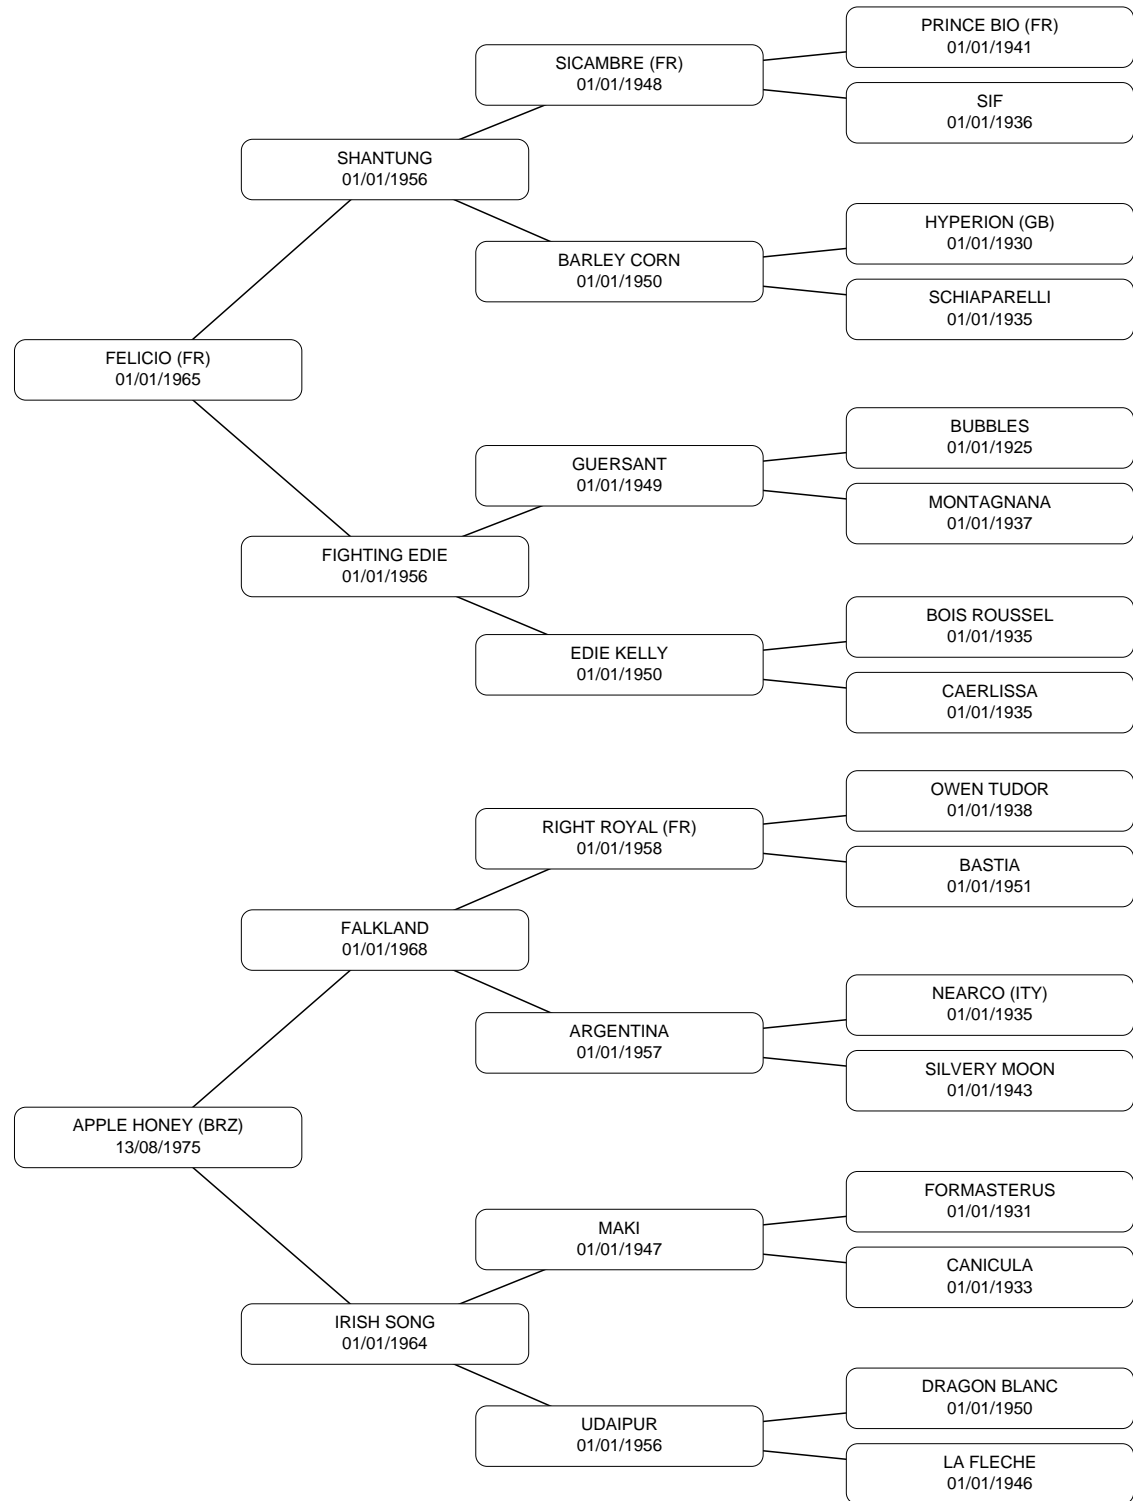 PRINCE BIO (FR)
01/01/1941
SICAMBRE (FR)
01/01/1948
SIF
01/01/1936
SHANTUNG
01/01/1956
HYPERION (GB)
01/01/1930
BARLEY CORN
01/01/1950
SCHIAPARELLI
01/01/1935
FELICIO (FR)
01/01/1965
BUBBLES
01/01/1925
GUERSANT
01/01/1949
MONTAGNANA
01/01/1937
FIGHTING EDIE
01/01/1956
BOIS ROUSSEL
01/01/1935
EDIE KELLY
01/01/1950
CAERLISSA
01/01/1935
OWEN TUDOR
01/01/1938
RIGHT ROYAL (FR)
01/01/1958
BASTIA
01/01/1951
FALKLAND
01/01/1968
NEARCO (ITY)
01/01/1935
ARGENTINA
01/01/1957
SILVERY MOON
01/01/1943
APPLE HONEY (BRZ)
13/08/1975
FORMASTERUS
01/01/1931
MAKI
01/01/1947
CANICULA
01/01/1933
IRISH SONG
01/01/1964
DRAGON BLANC
01/01/1950
UDAIPUR
01/01/1956
LA FLECHE
01/01/1946